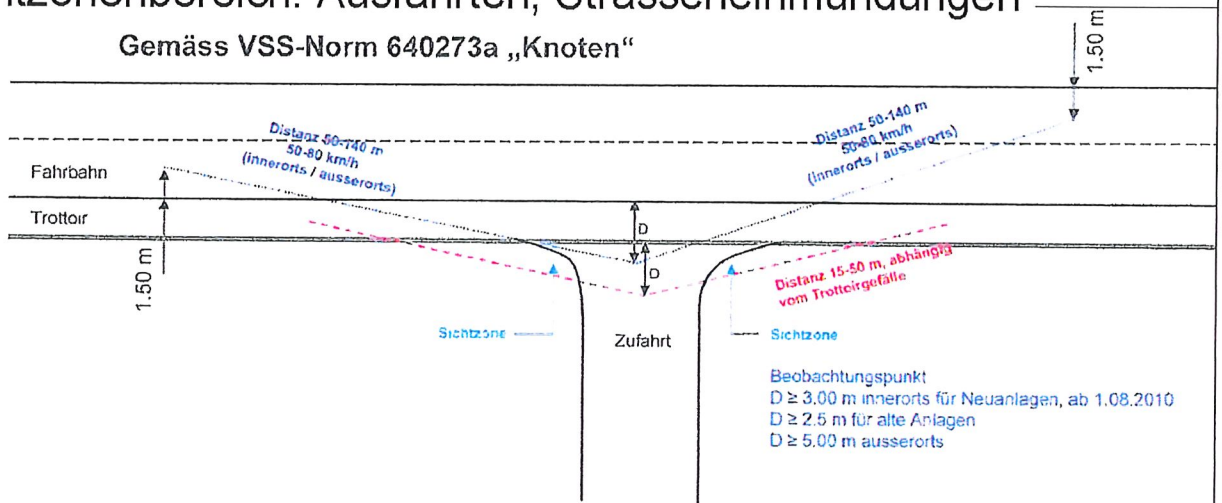 Ausfahrten, Strasseneinmündungen
Gemäss VSS-Norm 640273a „Knoten“
1.50 m
Distanz 50-140 m
50-80 km/h
(innerorts / ausserorts)
Distanz 50-140 m
50-80 km/h
(innerorts / ausserorts)
Fahrbahn
Trottoir
D
D
1.50 m
Distanz 15-50 m, abhängig
vom Trottoirgefälle
Sichtzone
Zufahrt
Sichtzone
Beobachtungspunkt
D ≥ 3.00 m innerorts für Neuanlagen, ab 1.08.2010
D ≥ 2.5 m für alte Anlagen
D ≥ 5.00 m ausserorts